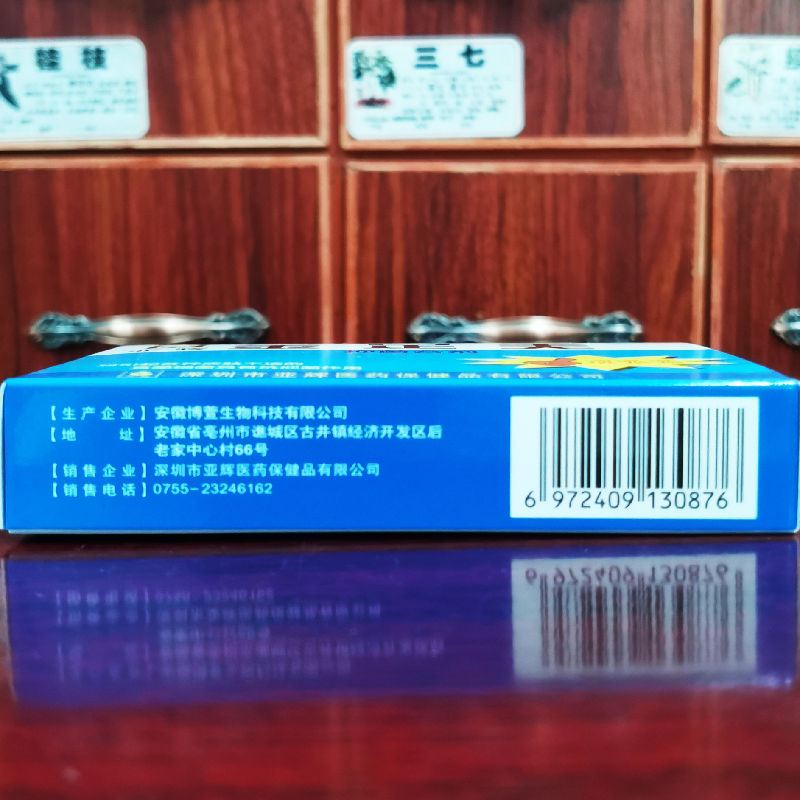 桂枝
三七
深圳市亚辉医药保健品有限公司
【生产企业】安徽博萱生物科技有限公司
【地 址】安徽省亳州市谯城区古井镇经济开发区后
老家中心村66号
【销售企业】深圳市亚辉医药保健品有限公司
【销售电话】0755-23246162
6 972409 130876